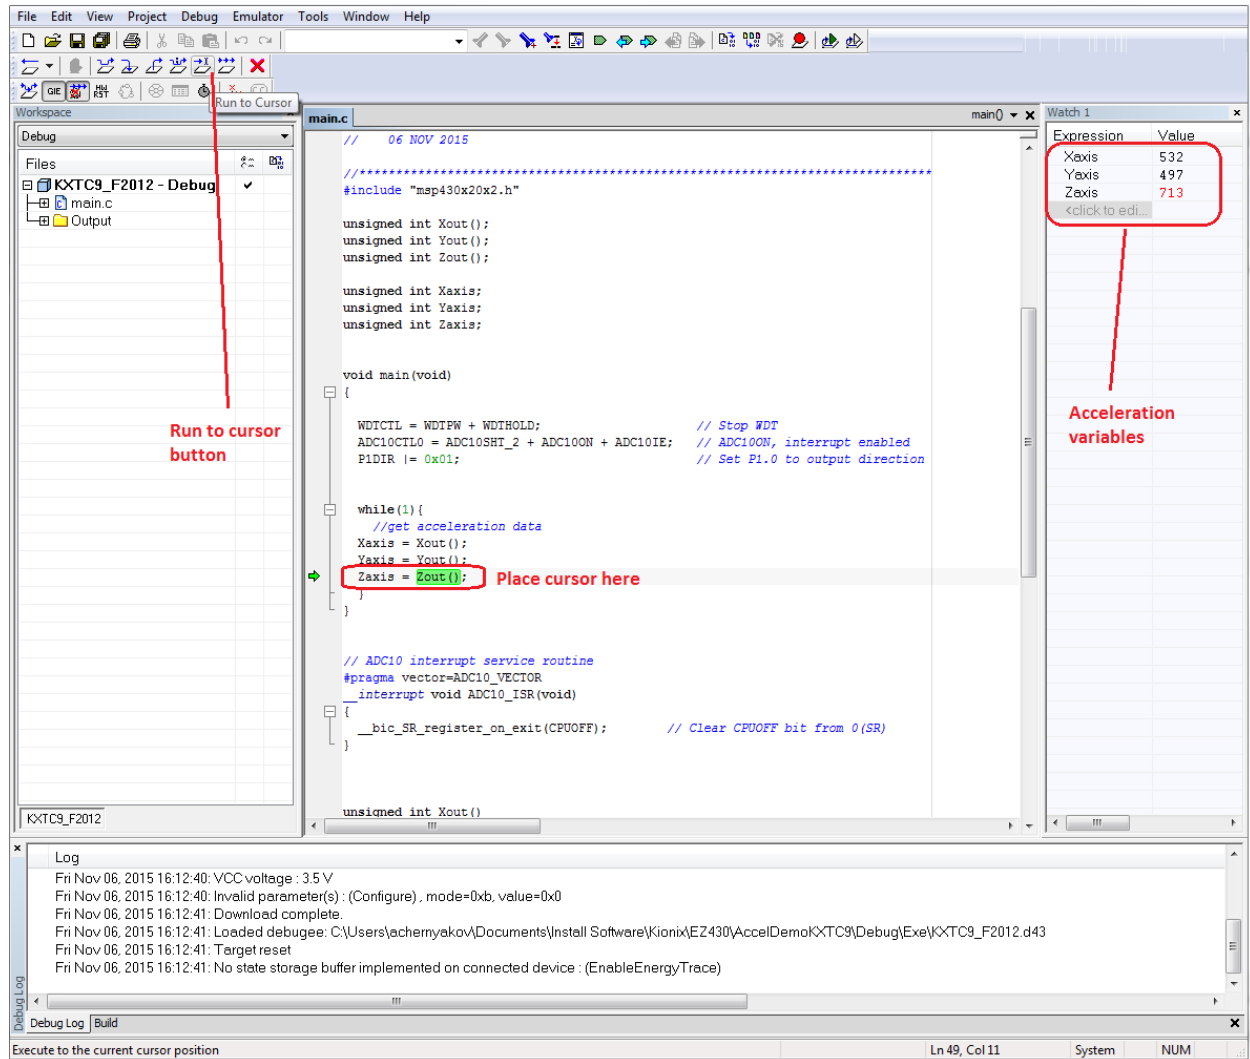 File Edit View Project Debug Emulator Tools Window Help
GIE HW RST
Run to Cursor
Workspace
Debug
Files
KXTC9_F2012 - Debug
main.c
Output
Run to cursor
button
KXTC9_F2012
main.c
main()
//    06 NOV 2015
//*******************************************************************************
#include "msp430x20x2.h"
unsigned int Xout();
unsigned int Yout();
unsigned int Zout();
unsigned int Xaxis;
unsigned int Yaxis;
unsigned int Zaxis;
void main(void)
{
WDTCTL = WDTPW + WDTHOLD; // Stop WDT
ADC10CTL0 = ADC10SHT_2 + ADC10ON + ADC10IE; // ADC10ON, interrupt enabled
P1DIR |= 0x01; // Set P1.0 to output direction
while(1){
//get acceleration data
Xaxis = Xout();
Yaxis = Yout();
Zaxis = Zout();
Place cursor here
}
}
// ADC10 interrupt service routine
#pragma vector=ADC10_VECTOR
__interrupt void ADC10_ISR(void)
{
__bic_SR_register_on_exit(CPUOFF); // Clear CPUOFF bit from 0(SR)
}
unsigned int Xout()
Watch 1
Expression Value
Xaxis 532
Yaxis 497
Zaxis 713
<click to edi...
Acceleration
variables
Log
Fri Nov 06, 2015 16:12:40: VCC voltage : 3.5 V
Fri Nov 06, 2015 16:12:40: Invalid parameter(s) : (Configure) , mode=0xb, value=0x0
Fri Nov 06, 2015 16:12:41: Download complete.
Fri Nov 06, 2015 16:12:41: Loaded debugee: C:\Users\achernyakov\Documents\Install Software\Kionix\EZ430\AccelDemoKXTC9\Debug\Exe\KXTC9_F2012.d43
Fri Nov 06, 2015 16:12:41: Target reset
Fri Nov 06, 2015 16:12:41: No state storage buffer implemented on connected device : (EnableEnergyTrace)
Debug Log
Debug Log Build
Execute to the current cursor position
Ln 49, Col 11
System
NUM